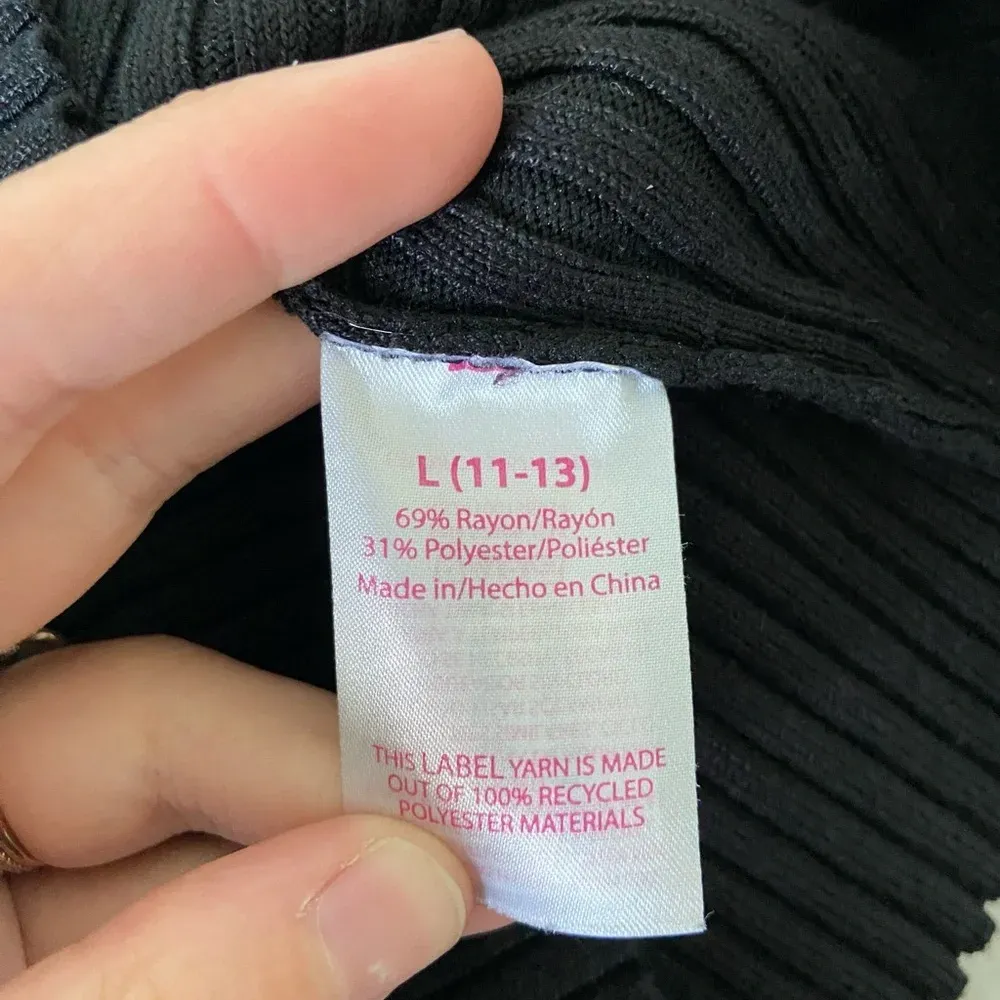 L (11-13)
69% Rayon/Rayón
31% Polyester/Poliéster
Made in/Hecho en China
THIS LABEL YARN IS MADE
OUT OF 100% RECYCLED
POLYESTER MATERIALS